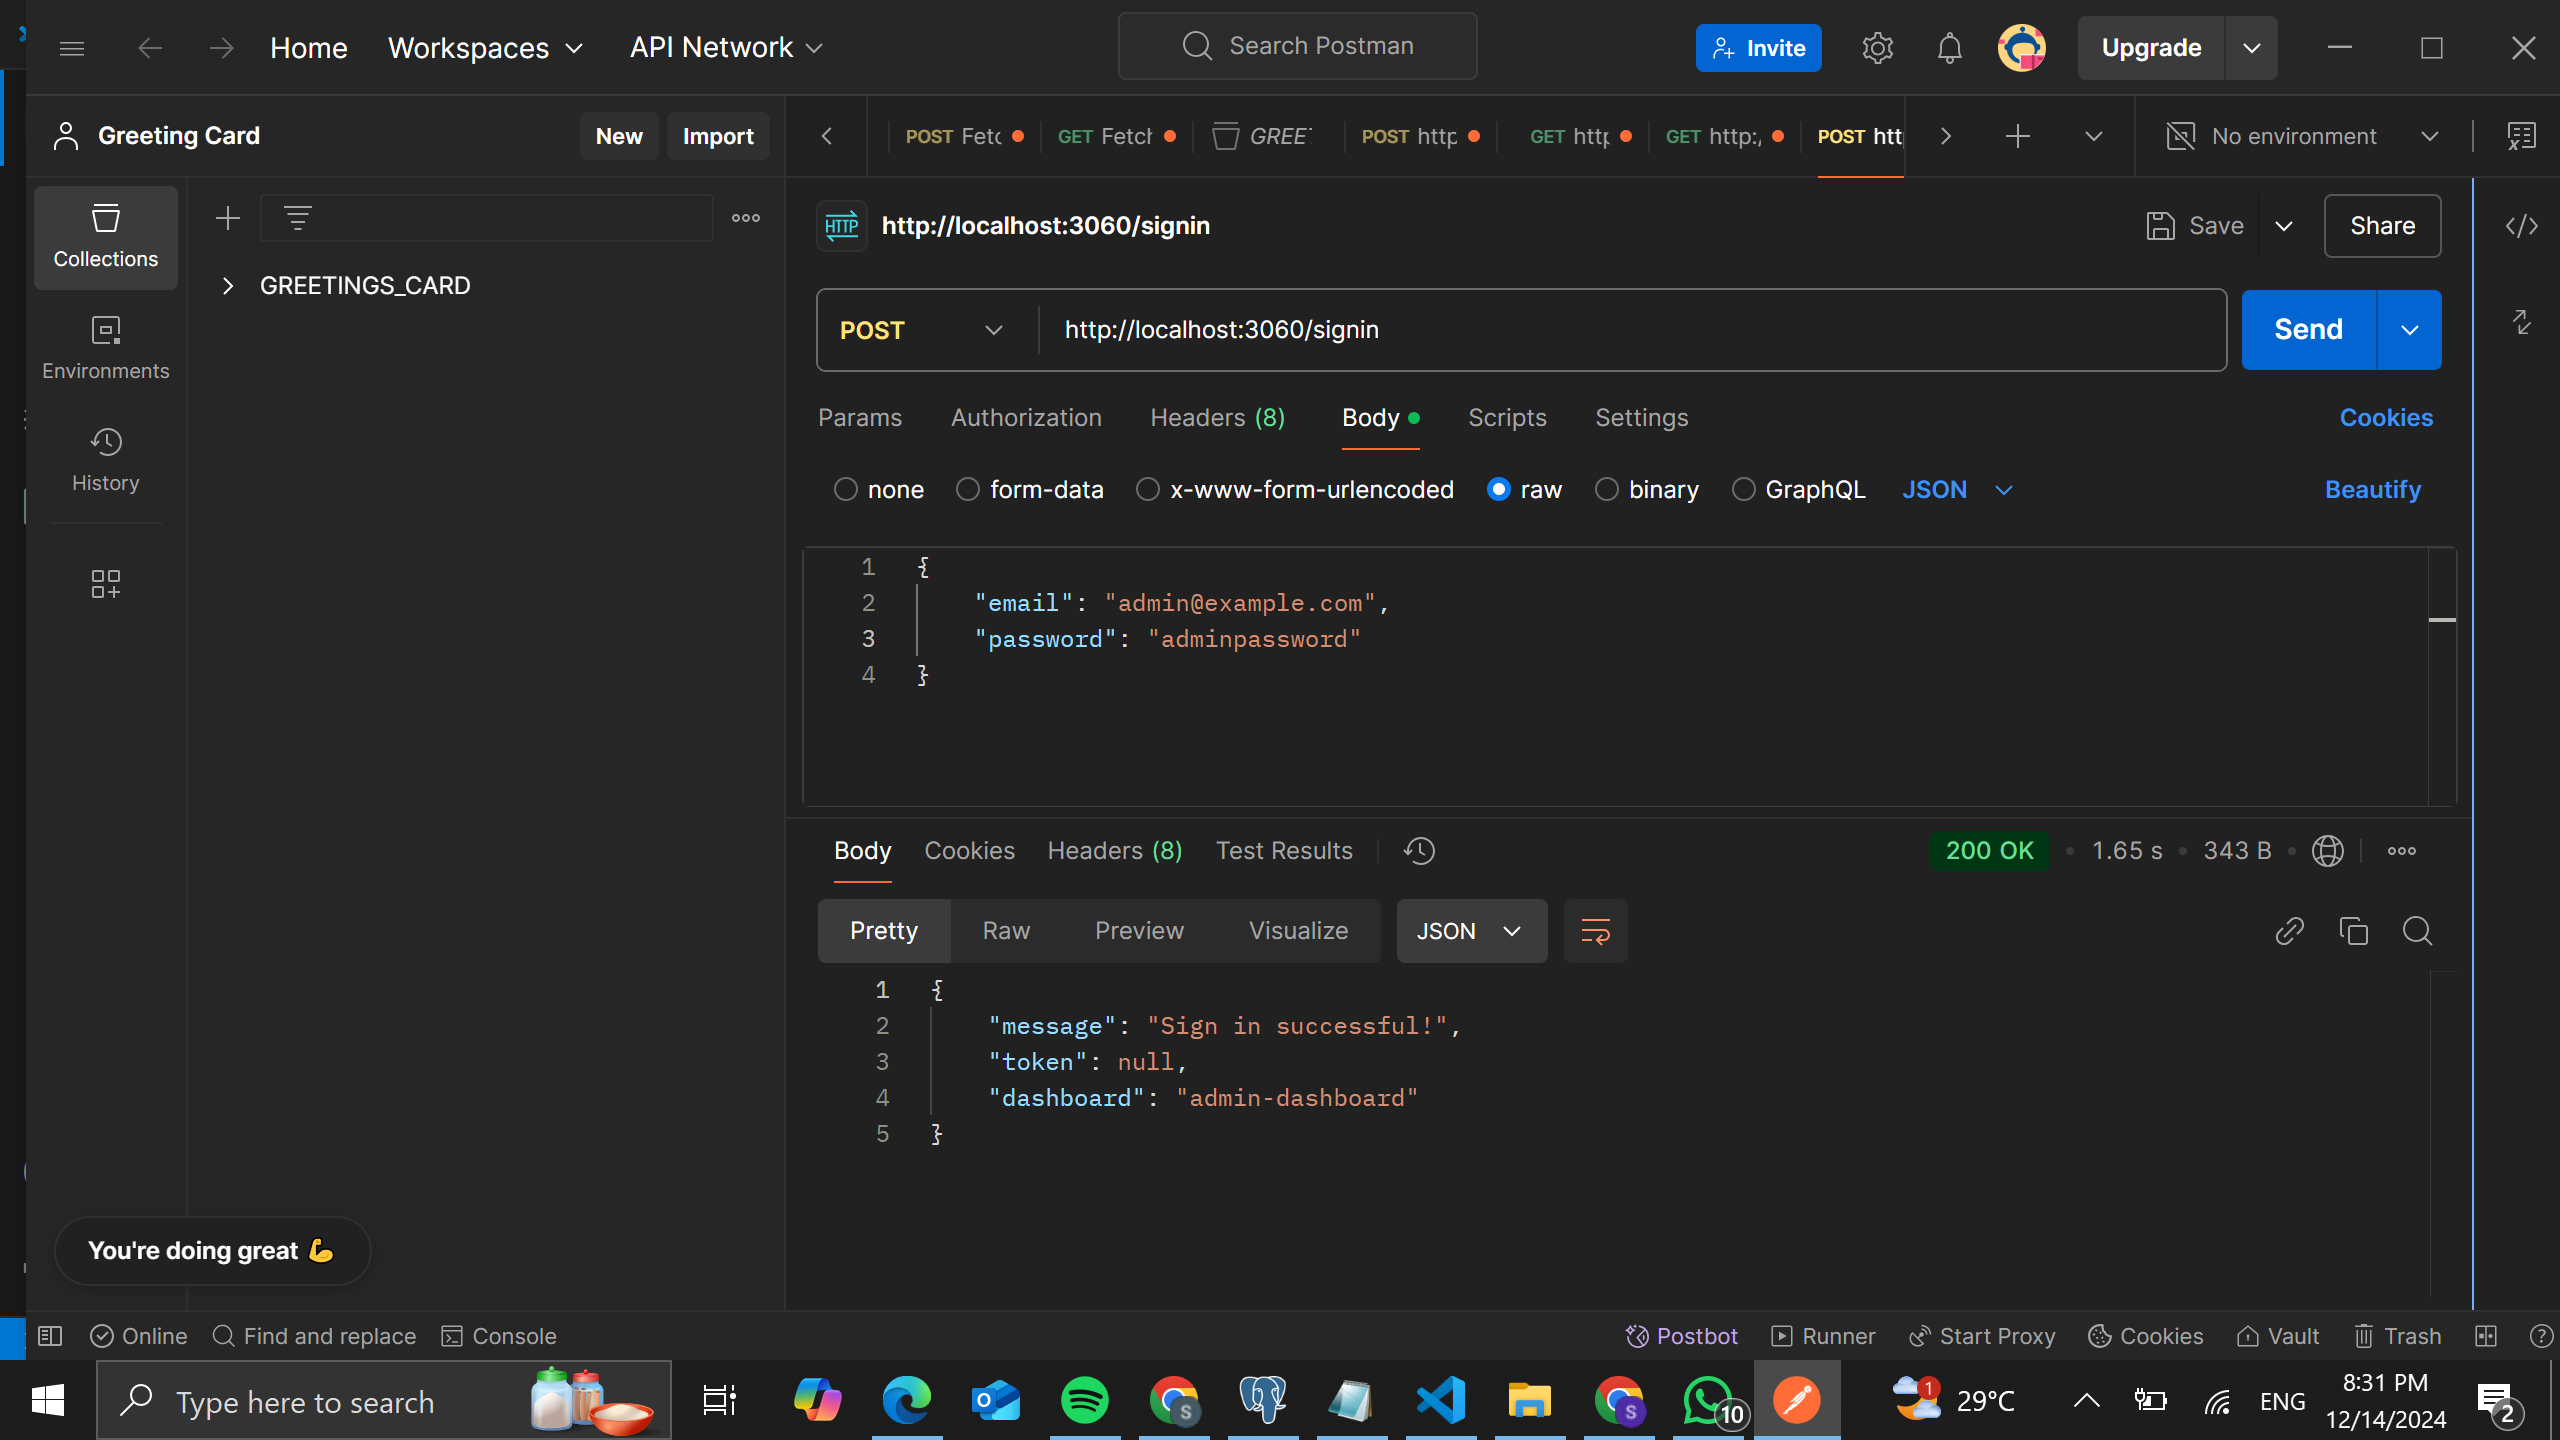 Home Workspaces API Network Search Postman Invite Upgrade
Greeting Card New Import POST Fetc GET Fetch GREE POST http GET http GET http:/ POST htt No environment
Collections
Environments
History
GREETINGS_CARD
HTTP http://localhost:3060/signin Save Share
POST http://localhost:3060/signin Send
Params Authorization Headers (8) Body Scripts Settings Cookies
none form-data x-www-form-urlencoded raw binary GraphQL JSON Beautify
1 {
2 "email": "admin@example.com",
3 "password": "adminpassword"
4 }
Body Cookies Headers (8) Test Results 200 OK • 1.65 s • 343 B •
Pretty Raw Preview Visualize JSON
1 {
2 "message": "Sign in successful!",
3 "token": null,
4 "dashboard": "admin-dashboard"
5 }
You're doing great 💪
Online Find and replace Console Postbot Runner Start Proxy Cookies Vault Trash
Type here to search S S 10 1 29°C ENG 8:31 PM 2
12/14/2024